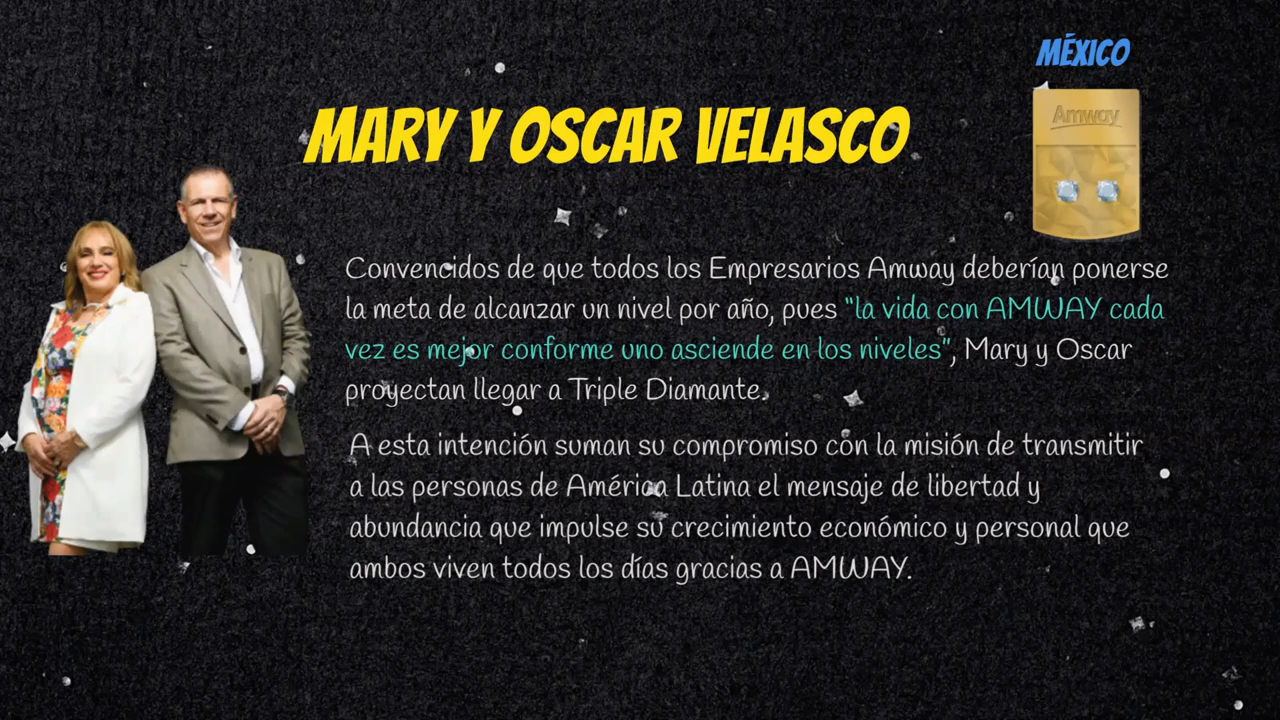 MÉXICO
Amway
MARY Y OSCAR VELASCO
Convencidos de que todos los Empresarios Amway deberían ponerse
la meta de alcanzar un nivel por año, pues “la vida con AMWAY cada
vez es mejor conforme uno asciende en los niveles”, Mary y Oscar
proyectan llegar a Triple Diamante.
A esta intención suman su compromiso con la misión de transmitir
a las personas de América Latina el mensaje de libertad y
abundancia que impulse su crecimiento económico y personal que
ambos viven todos los días gracias a AMWAY.